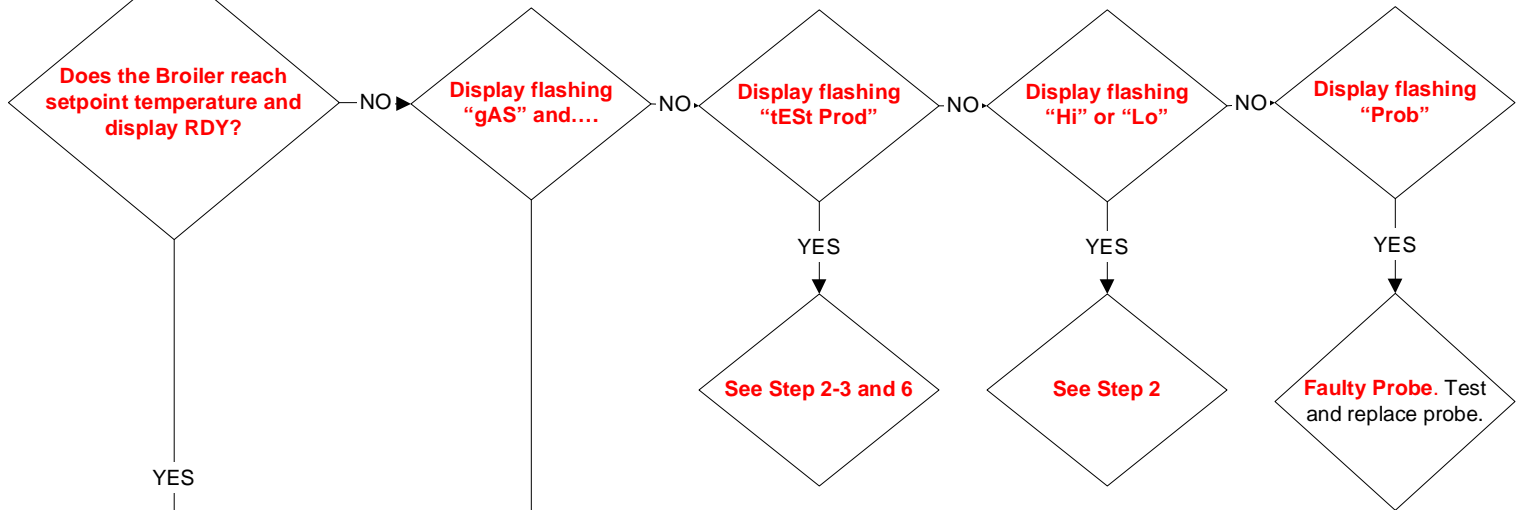 Does the Broiler reach
setpoint temperature and
display RDY?
NO
Display flashing
“gAS” and….
NO
Display flashing
“tESt Prod”
NO
Display flashing
“Hi” or “Lo”
NO
Display flashing
“Prob”
YES
YES
YES
See Step 2-3 and 6
See Step 2
Faulty Probe. Test
and replace probe.
YES